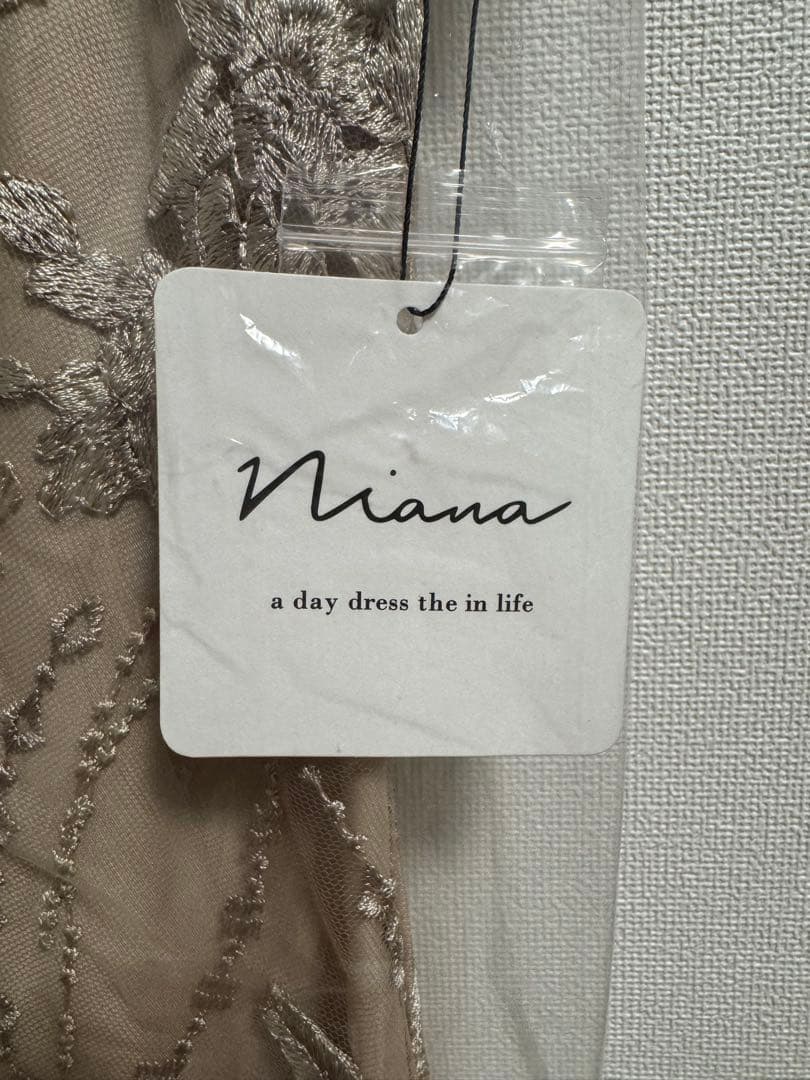 Niana
a day dress the in life